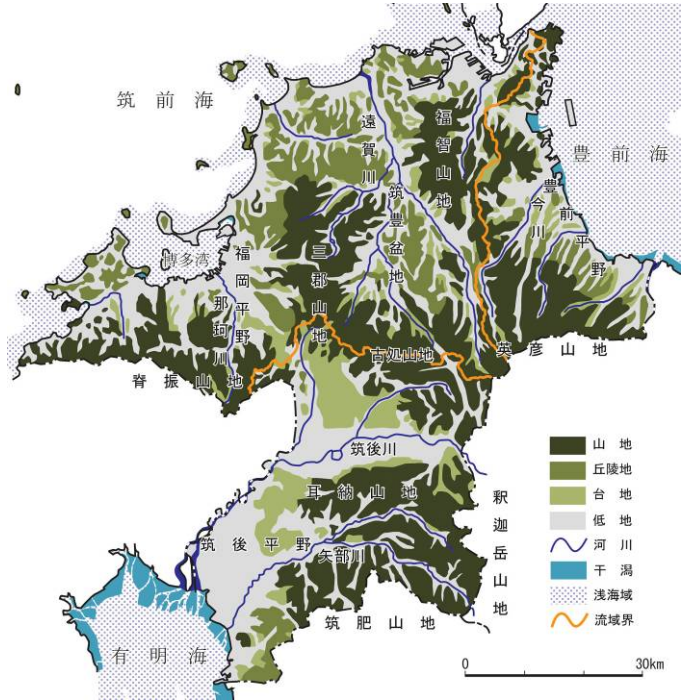 筑前海
豊前海
有明海
博多湾
遠賀川
福智山地
筑豊盆地
豊前平野
今川
三郡山地
福岡平野
那珂川
脊振山地
古処山地
英彦山地
筑後川
耳納山地
釈迦岳山地
筑後平野
矢部川
筑肥山地
山地
丘陵地
台地
低地
河川
干潟
浅海域
流域界
0 30km